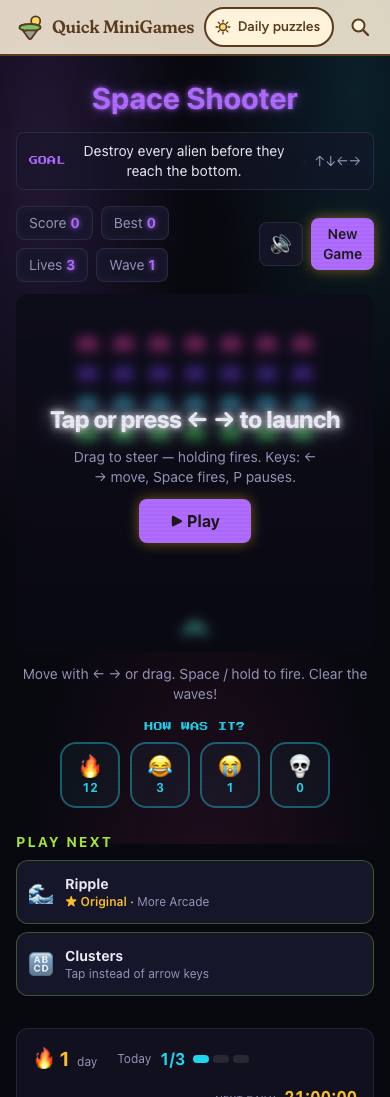 Quick MiniGames
Daily puzzles
Space Shooter
GOAL
Destroy every alien before they
reach the bottom.
↑↓←→
Score 0
Best 0
Lives 3
Wave 1
New
Game
Tap or press ← → to launch
Drag to steer — holding fires. Keys: ←
→ move, Space fires, P pauses.
Play
Move with ← → or drag. Space / hold to fire. Clear the
waves!
HOW WAS IT?
12
3
1
0
PLAY NEXT
Ripple
Original · More Arcade
ABCD
Clusters
Tap instead of arrow keys
1 day
Today 1/3
21:00:00